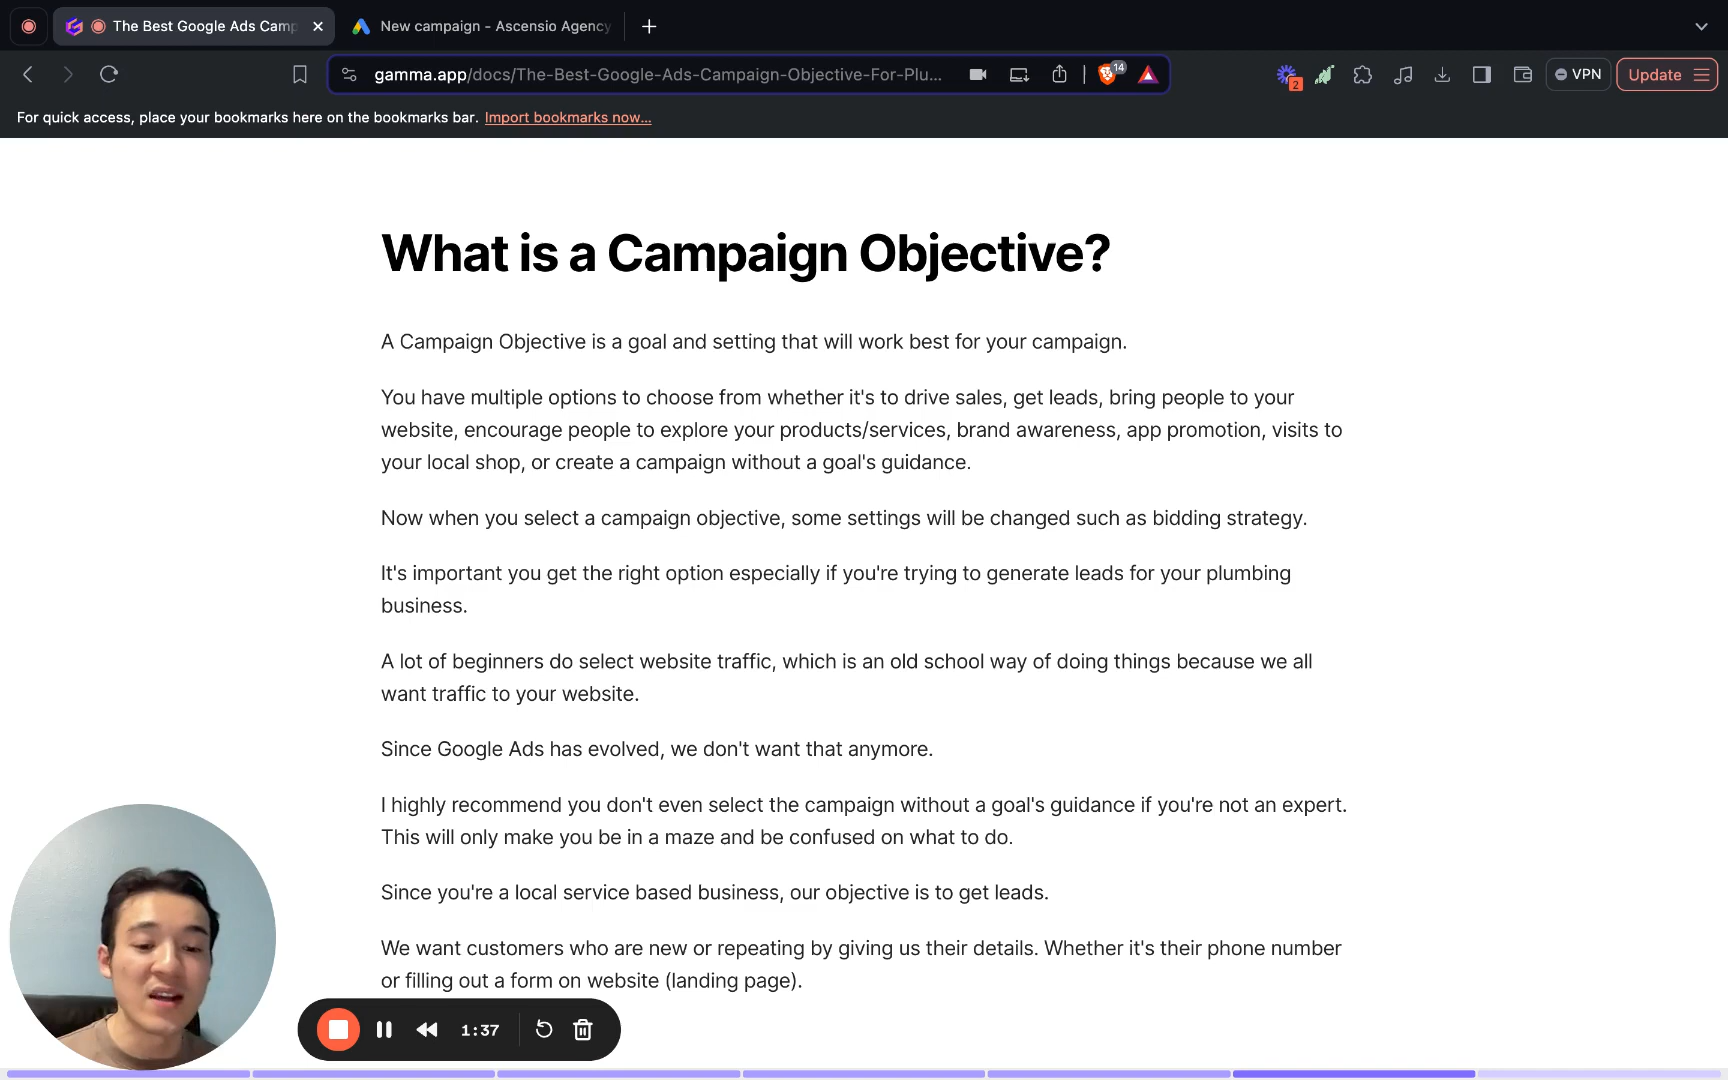 The Best Google Ads Camp
New campaign - Ascensio Agency
gamma.app/docs/The-Best-Google-Ads-Campaign-Objective-For-Plu...
14
2
VPN
Update
For quick access, place your bookmarks here on the bookmarks bar. Import bookmarks now...
What is a Campaign Objective?
A Campaign Objective is a goal and setting that will work best for your campaign.
You have multiple options to choose from whether it's to drive sales, get leads, bring people to your
website, encourage people to explore your products/services, brand awareness, app promotion, visits to
your local shop, or create a campaign without a goal's guidance.
Now when you select a campaign objective, some settings will be changed such as bidding strategy.
It's important you get the right option especially if you're trying to generate leads for your plumbing
business.
A lot of beginners do select website traffic, which is an old school way of doing things because we all
want traffic to your website.
Since Google Ads has evolved, we don't want that anymore.
I highly recommend you don't even select the campaign without a goal's guidance if you're not an expert.
This will only make you be in a maze and be confused on what to do.
Since you're a local service based business, our objective is to get leads.
We want customers who are new or repeating by giving us their details. Whether it's their phone number
or filling out a form on website (landing page).
1:37